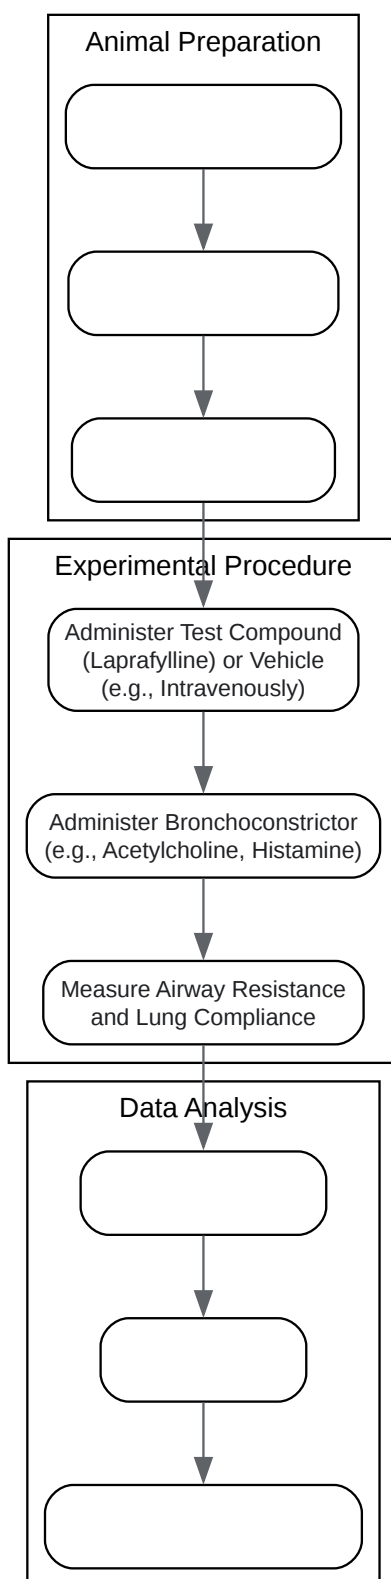 Animal Preparation
Experimental Procedure
Administer Test Compound
(Laprafylline) or Vehicle
(e.g., Intravenously)
Administer Bronchoconstrictor
(e.g., Acetylcholine, Histamine)
Measure Airway Resistance
and Lung Compliance
Data Analysis